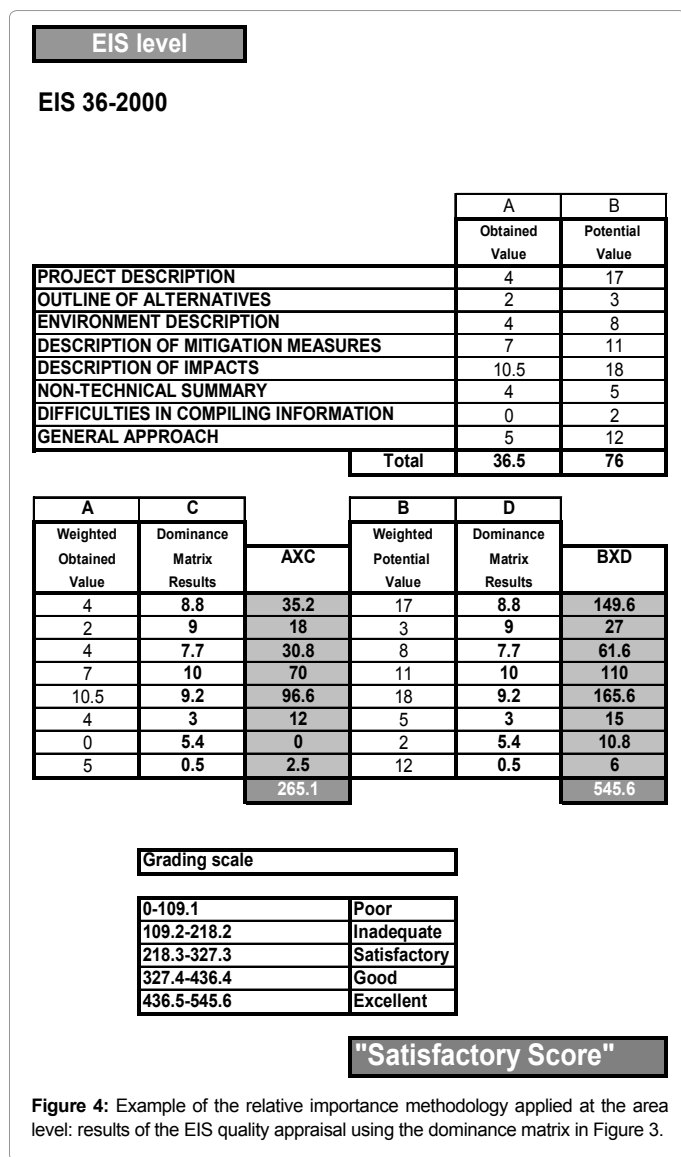 EIS level
EIS 36-2000
A B
Obtained Value Potential Value
PROJECT DESCRIPTION 4 17
OUTLINE OF ALTERNATIVES 2 3
ENVIRONMENT DESCRIPTION 4 8
DESCRIPTION OF MITIGATION MEASURES 7 11
DESCRIPTION OF IMPACTS 10.5 18
NON-TECHNICAL SUMMARY 4 5
DIFFICULTIES IN COMPILING INFORMATION 0 2
GENERAL APPROACH 5 12
Total 36.5 76
A C B D
Weighted Obtained Value Dominance Matrix Results AXC Weighted Potential Value Dominance Matrix Results BXD
4 8.8 35.2 17 8.8 149.6
2 9 18 3 9 27
4 7.7 30.8 8 7.7 61.6
7 10 70 11 10 110
10.5 9.2 96.6 18 9.2 165.6
4 3 12 5 3 15
0 5.4 0 2 5.4 10.8
5 0.5 2.5 12 0.5 6
265.1 545.6
Grading scale
0-109.1 Poor
109.2-218.2 Inadequate
218.3-327.3 Satisfactory
327.4-436.4 Good
436.5-545.6 Excellent
"Satisfactory Score"
Figure 4: Example of the relative importance methodology applied at the area
level: results of the EIS quality appraisal using the dominance matrix in Figure 3.